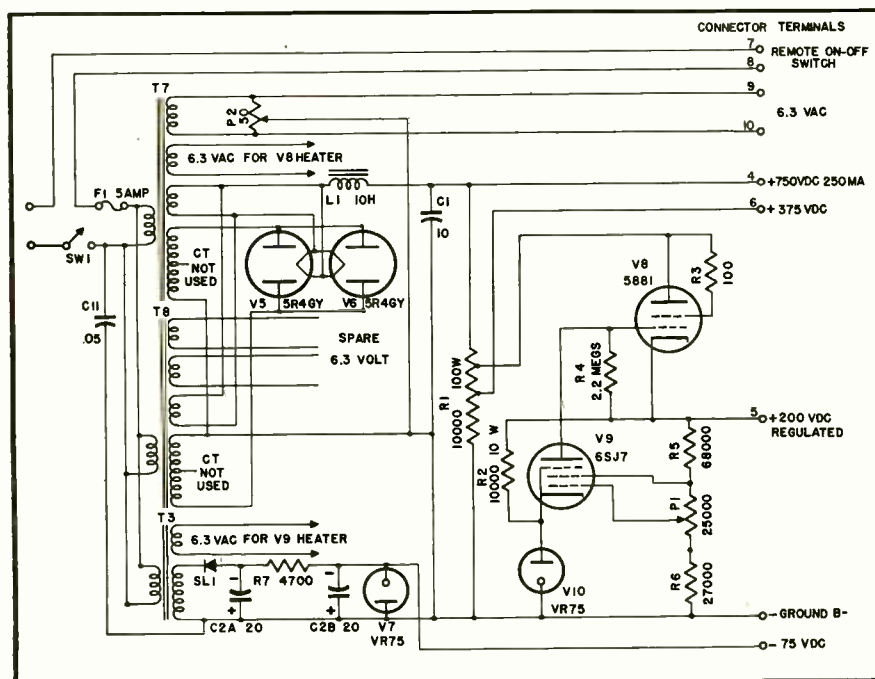 CONNECTOR TERMINALS
7
REMOTE ON-OFF
SWITCH
8
T7
9
P2
50
6.3 VAC
10
6.3 VAC FOR V8 HEATER
F1 5AMP
L1 10H
4
+750VDC 250MA
C1
10
6
+375 VDC
SW1
CT
NOT
USED
V8
5881
R3
100
V5
5R4GY
V6
5R4GY
C11
.05
T8
SPARE
6.3 VOLT
R4
2.2 MEGS
R1
10000 100W
5
+200 VDC
REGULATED
V9
6SJ7
R5
68000
CT
NOT
USED
R2
10000 10 W
P1
25000
T3
6.3 VAC FOR V9 HEATER
SL1
R7
4700
V10
VR75
R6
27000
-
+
C2A 20
-
+
C2B 20
V7
VR75
-GROUND B-
- 75 VDC